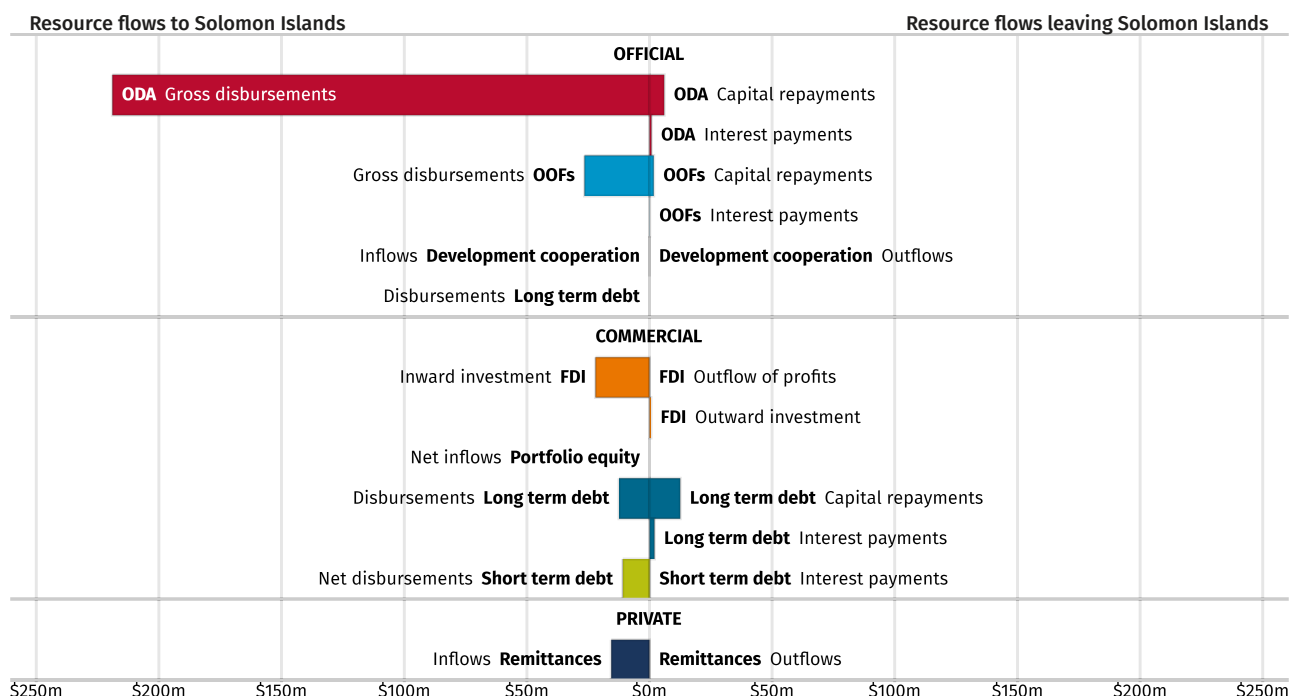 Resource flows to Solomon Islands Resource flows leaving Solomon Islands
OFFICIAL
ODA Gross disbursements ODA Capital repayments
ODA Interest payments
Gross disbursements OOFs OOFs Capital repayments
OOFs Interest payments
Inflows Development cooperation Development cooperation Outflows
Disbursements Long term debt
COMMERCIAL
Inward investment FDI FDI Outflow of profits
FDI Outward investment
Net inflows Portfolio equity
Disbursements Long term debt Long term debt Capital repayments
Long term debt Interest payments
Net disbursements Short term debt Short term debt Interest payments
PRIVATE
Inflows Remittances Remittances Outflows
$250m $200m $150m $100m $50m $0m $50m $100m $150m $200m $250m